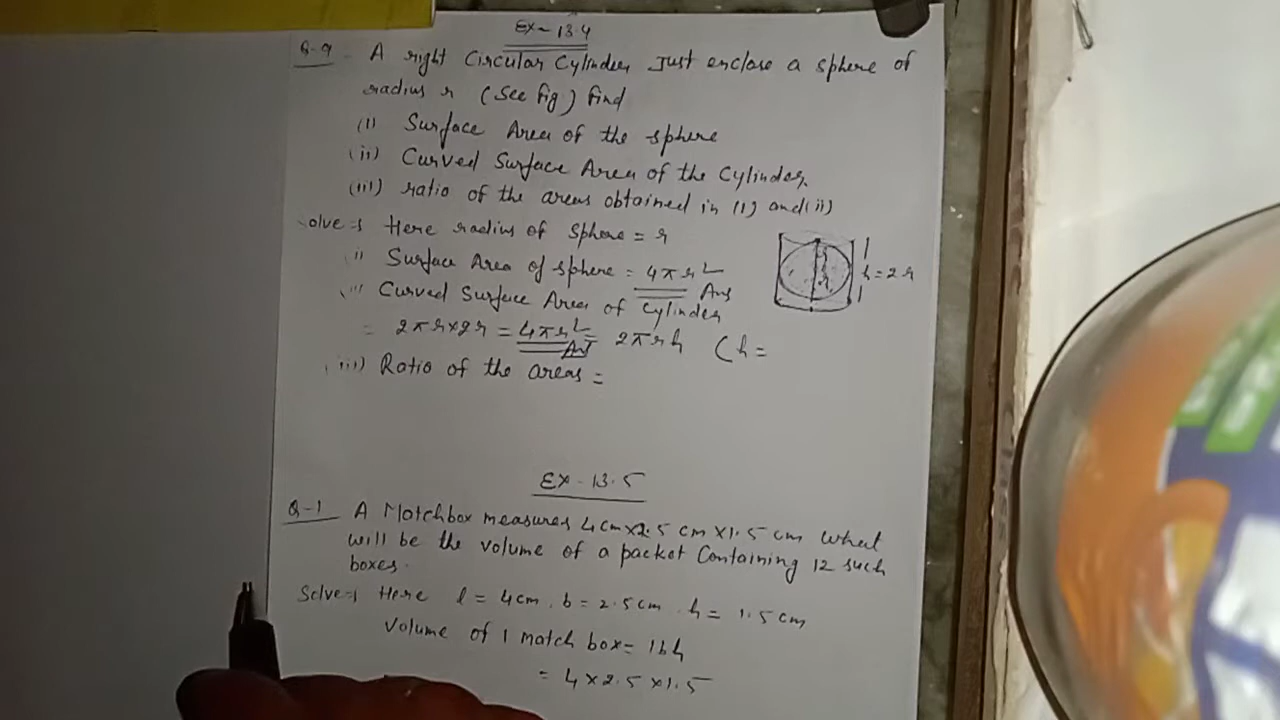 Ex - 13.4
Q-9 A right Circular Cylinder Just enclose a sphere of
radius r (See fig) find
(i) Surface Area of the sphere
(ii) Curved Surface Area of the Cylinder
(iii) ratio of the areas obtained in (i) and (ii)
olve:- Here radius of sphere = r
i) Surface Area of sphere = 4πr² Ans
h = 2r
(ii) Curved Surface Area of Cylinder
= 2πr×2r = 4πr² = 2πrh (h =
Ans
iii) Ratio of the areas =
Ex - 13.5
Q-1 A Matchbox measures 4cm×2.5 cm×1.5 cm What
will be the volume of a packet Containing 12 such
boxes.
Solve:- Here l = 4cm, b = 2.5cm, h = 1.5cm
Volume of 1 match box = lbh
= 4×2.5×1.5